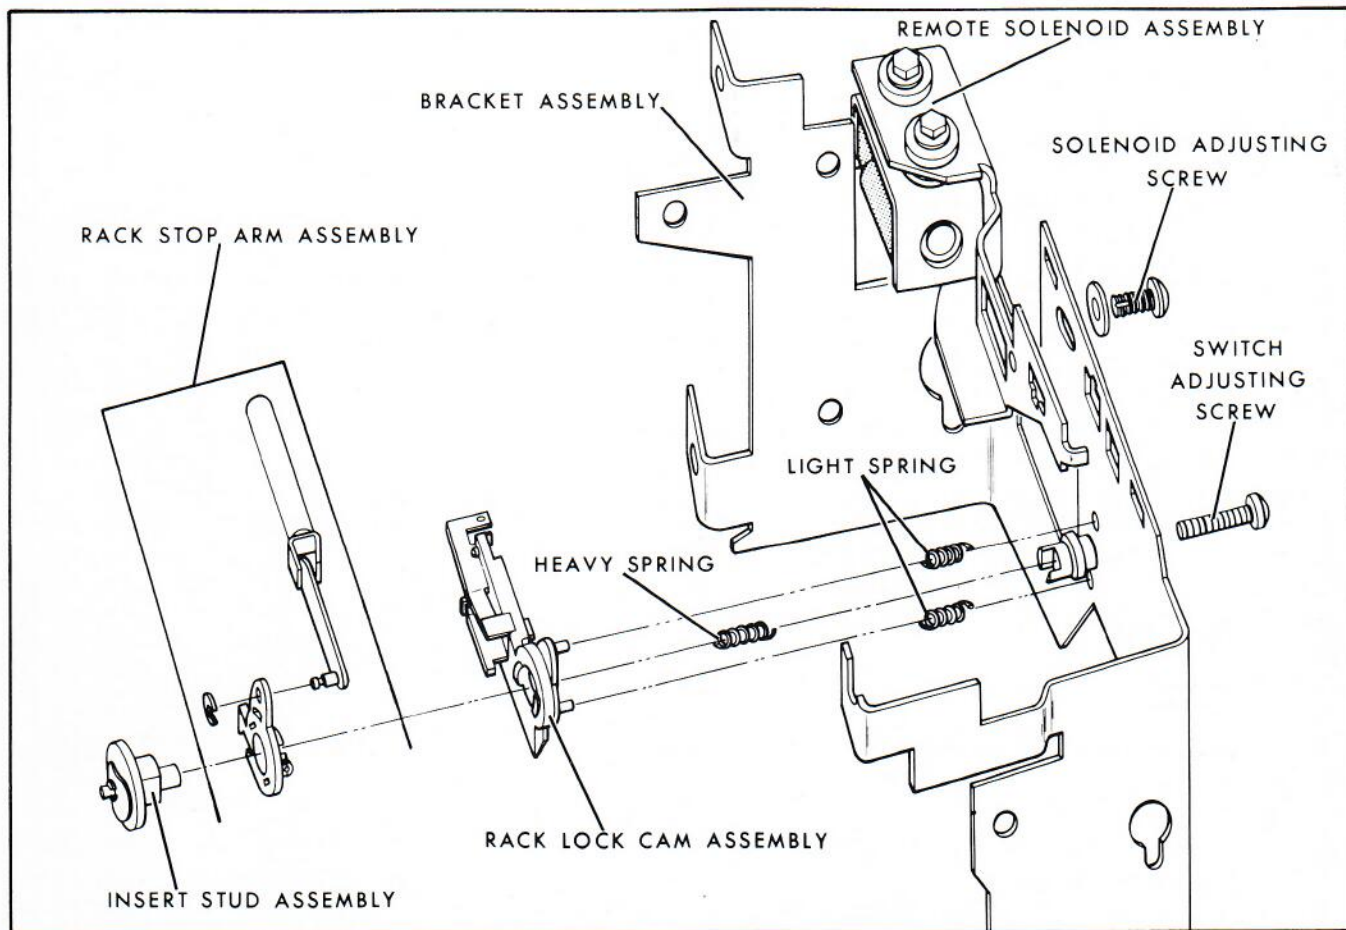 REMOTE SOLENOID ASSEMBLY
BRACKET ASSEMBLY
SOLENOID ADJUSTING
SCREW
RACK STOP ARM ASSEMBLY
SWITCH
ADJUSTING
SCREW
LIGHT SPRING
HEAVY SPRING
RACK LOCK CAM ASSEMBLY
INSERT STUD ASSEMBLY